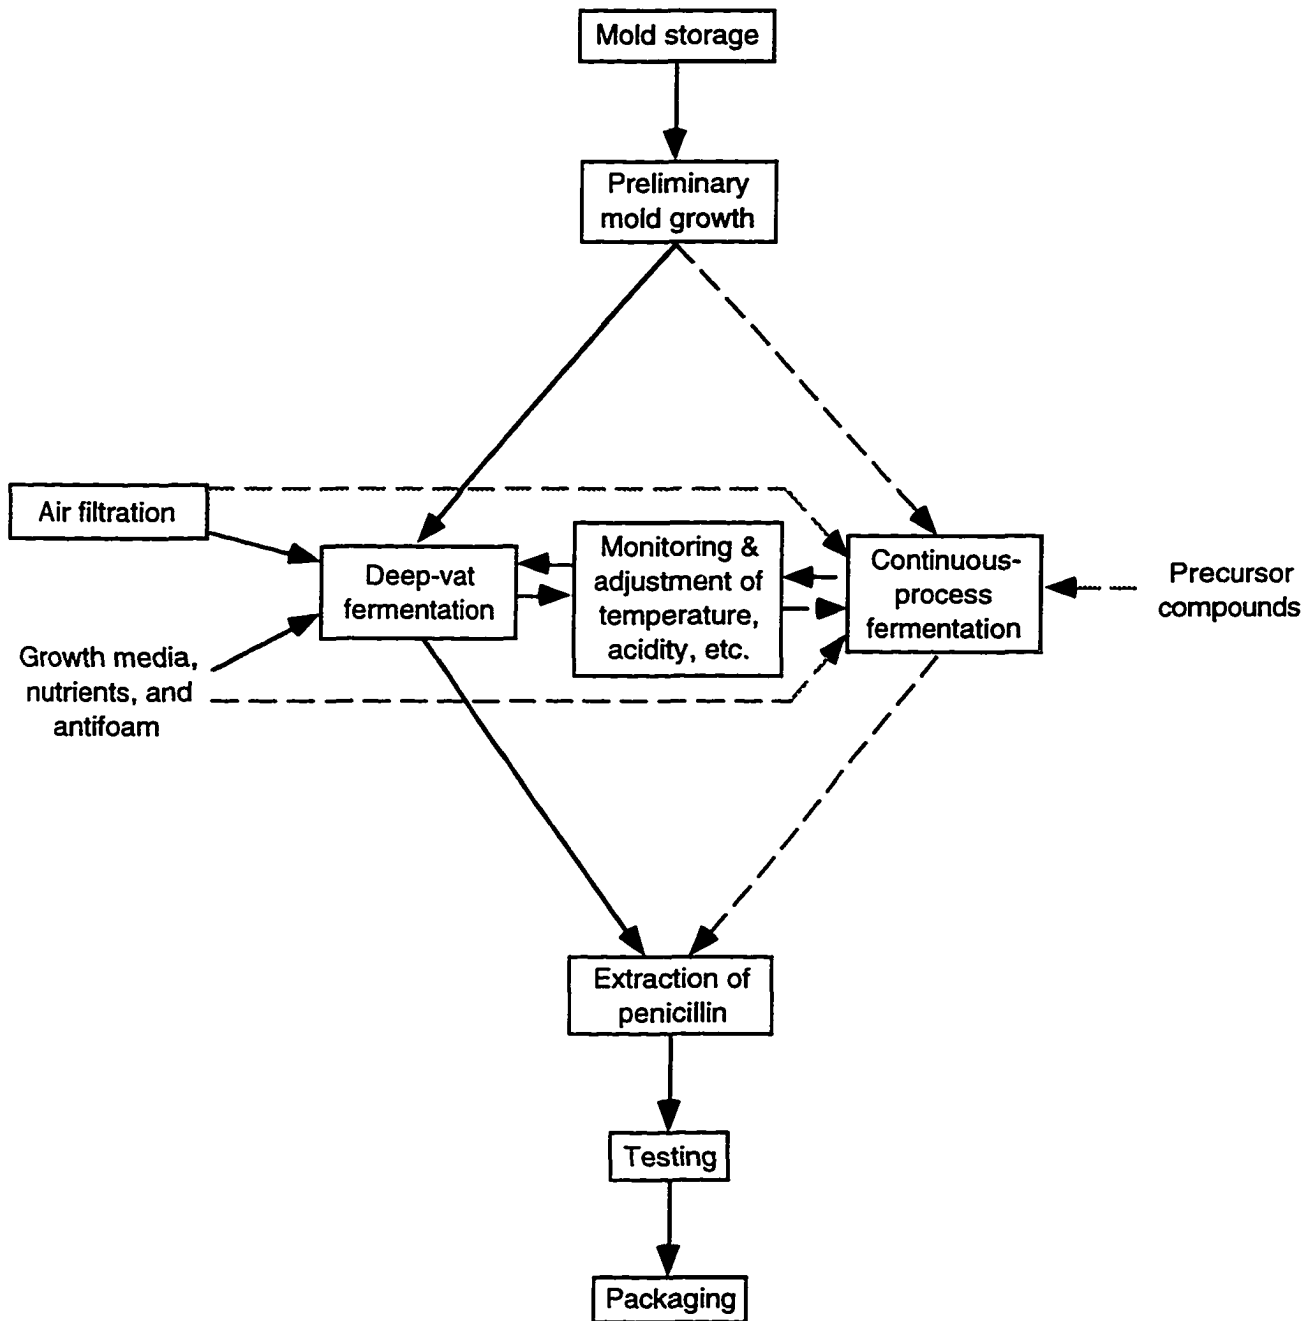 Mold storage
Preliminary
mold growth
Air filtration
Deep-vat
fermentation
Monitoring &
adjustment of
temperature,
acidity, etc.
Continuous-
process
fermentation
Precursor
compounds
Growth media,
nutrients, and
antifoam
Extraction of
penicillin
Testing
Packaging